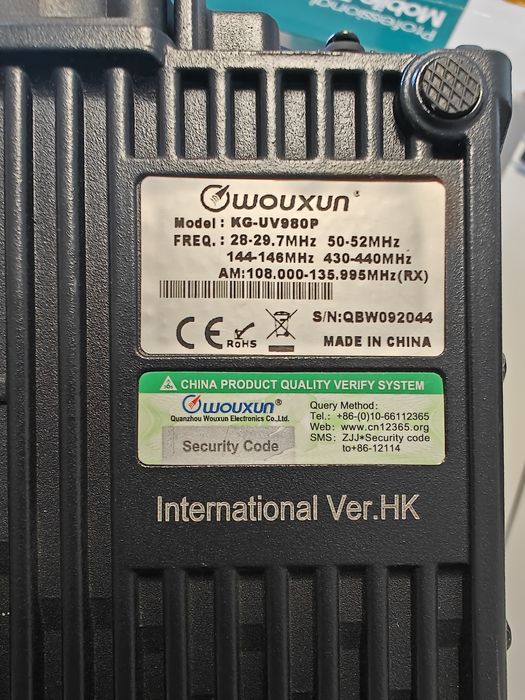 Professional
Mobile
WOUXUN®
Model : KG-UV980P
FREQ. : 28-29.7MHz 50-52MHz
144-146MHz 430-440MHz
AM:108.000-135.995MHz(RX)
S/N:QBW092044
CE RoHS MADE IN CHINA
CHINA PRODUCT QUALITY VERIFY SYSTEM
WOUXUN®
Quanzhou Wouxun Electronics Co.,Ltd.
Security Code
Query Method:
Tel.: +86-(0)10-66112365
Web: www.cn12365.org
SMS: ZJJ*Security code
to+86-12114
International Ver.HK